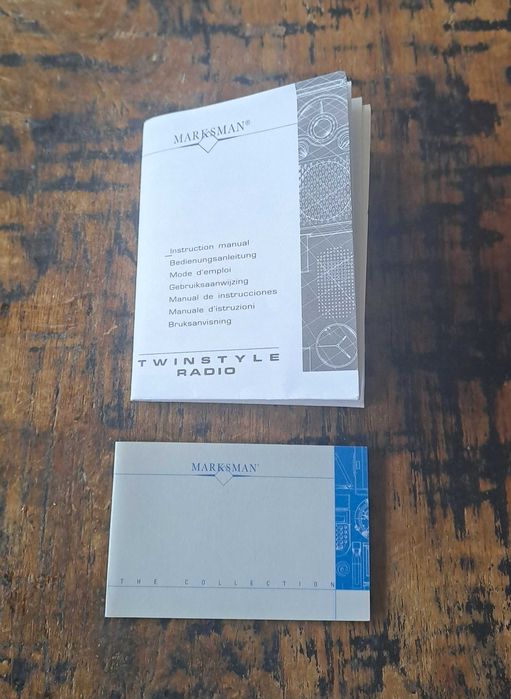 MARKSMAN®
Instruction manual
Bedienungsanleitung
Mode d'emploi
Gebruiksaanwijzing
Manual de instrucciones
Manuale d'istruzioni
Bruksanvisning
TWINSTYLE
RADIO
MARKSMAN®
THE COLLECTION